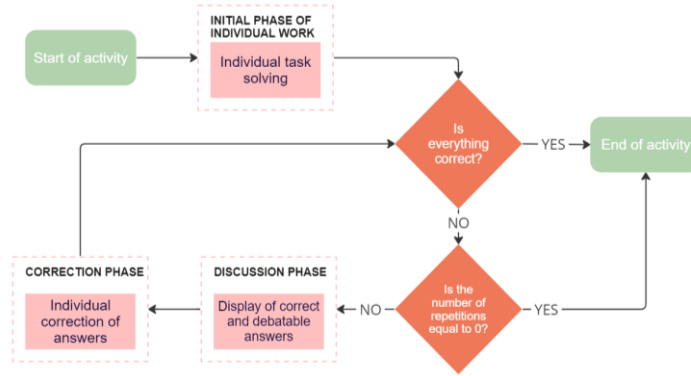 INITIAL PHASE OF
INDIVIDUAL WORK
Start of activity
Individual task
solving
Is
everything
correct?
YES
End of activity
NO
CORRECTION PHASE
DISCUSSION PHASE
Individual
correction of
answers
Display of correct
and debatable
answers
NO
Is the
number of
repetitions
equal to 0?
YES